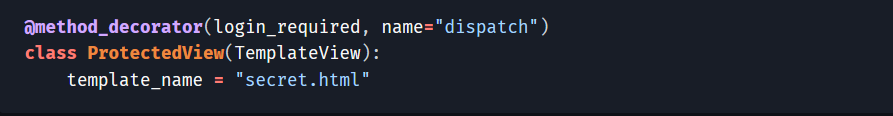 @method_decorator(login_required, name="dispatch")
class ProtectedView(TemplateView):
    template_name = "secret.html"